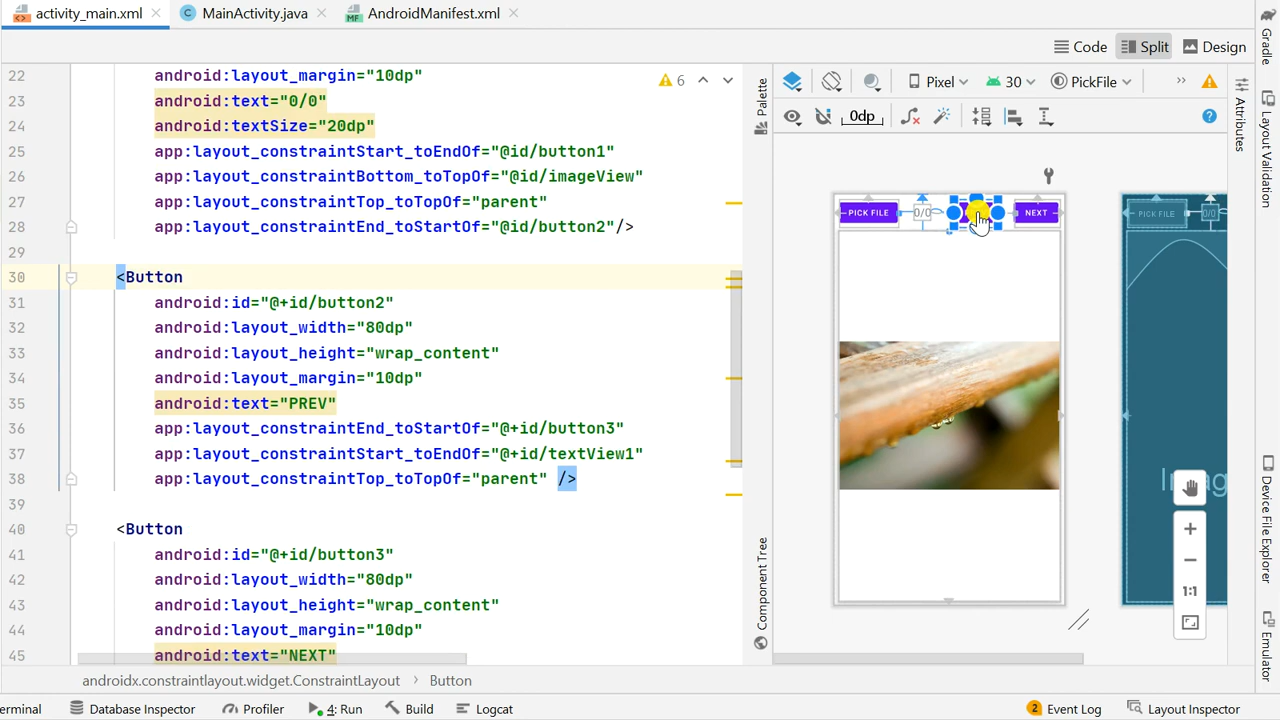 activity_main.xml
MainActivity.java
AndroidManifest.xml
Code
Split
Design
22 android:layout_margin="10dp"
23 android:text="0/0"
24 android:textSize="20dp"
25 app:layout_constraintStart_toEndOf="@id/button1"
26 app:layout_constraintBottom_toTopOf="@id/imageView"
27 app:layout_constraintTop_toTopOf="parent"
28 app:layout_constraintEnd_toStartOf="@id/button2"/>
29
30 <Button
31 android:id="@+id/button2"
32 android:layout_width="80dp"
33 android:layout_height="wrap_content"
34 android:layout_margin="10dp"
35 android:text="PREV"
36 app:layout_constraintEnd_toStartOf="@+id/button3"
37 app:layout_constraintStart_toEndOf="@+id/textView1"
38 app:layout_constraintTop_toTopOf="parent" />
39
40 <Button
41 android:id="@+id/button3"
42 android:layout_width="80dp"
43 android:layout_height="wrap_content"
44 android:layout_margin="10dp"
45 android:text="NEXT"
6
Palette
Component Tree
Pixel
30
PickFile
0dp
PICK FILE
0/0
NEXT
PICK FILE
0/0
1:1
Attributes
Gradle
Layout Validation
Device File Explorer
Emulator
androidx.constraintlayout.widget.ConstraintLayout > Button
erminal
Database Inspector
Profiler
4: Run
Build
Logcat
2 Event Log
Layout Inspector